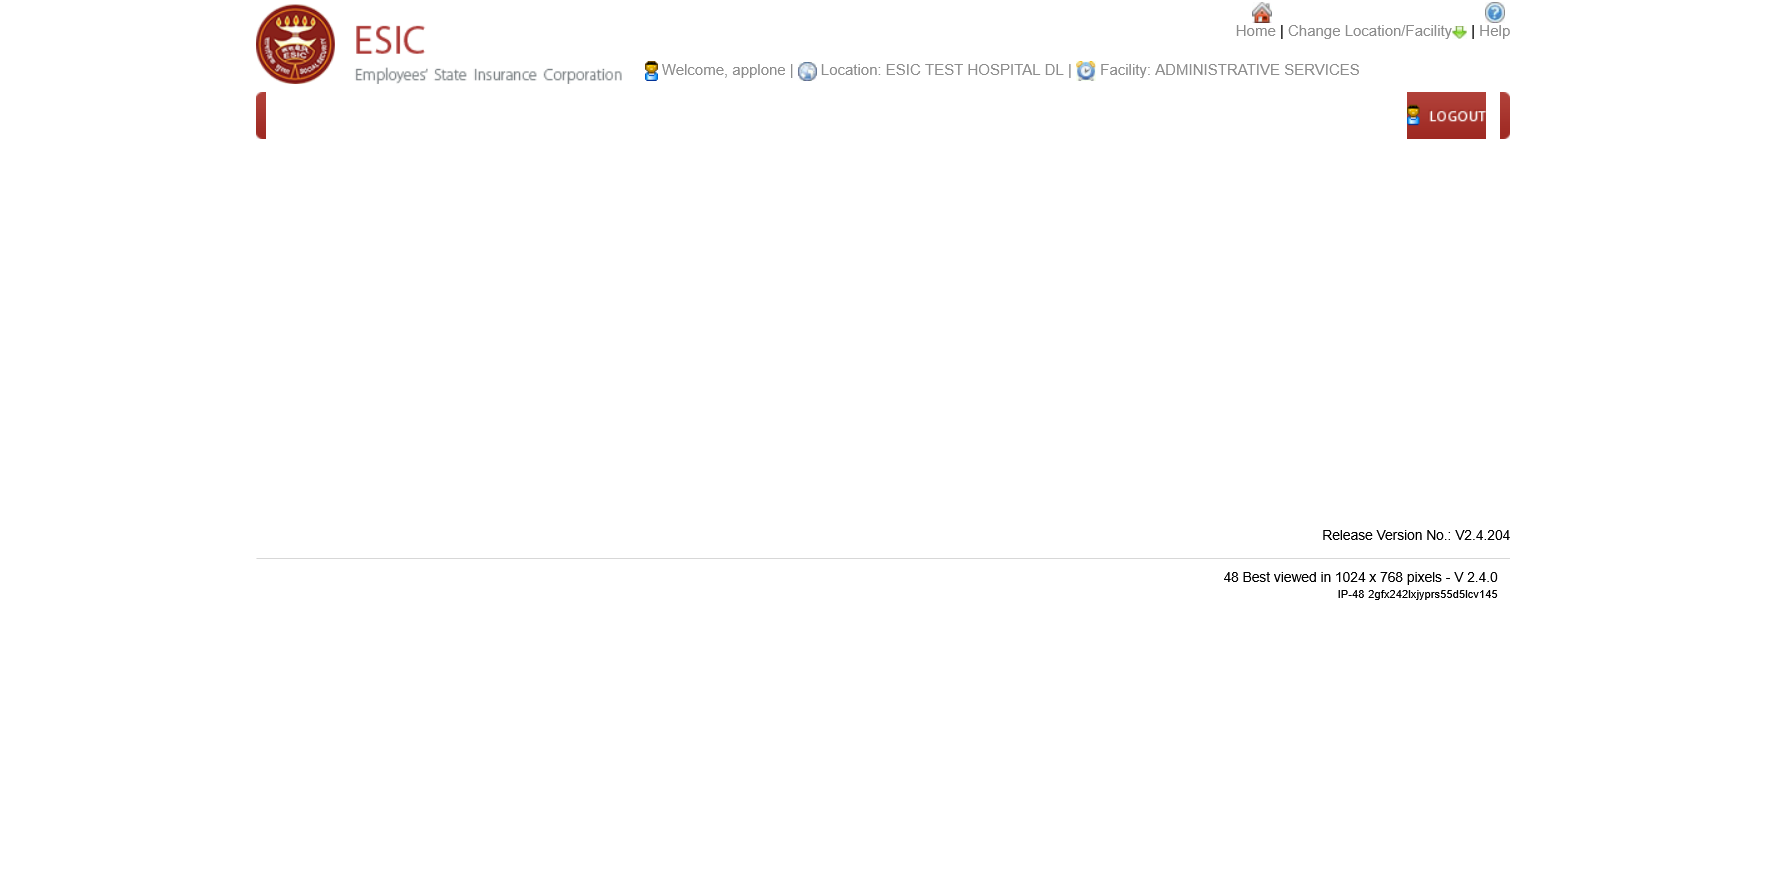 Home | Change Location/Facility | Help
ESIC
Employees' State Insurance Corporation
Welcome, applone | Location: ESIC TEST HOSPITAL DL | Facility: ADMINISTRATIVE SERVICES
LOGOUT
Release Version No.: V2.4.204
48 Best viewed in 1024 x 768 pixels - V 2.4.0
IP-48 2gfx242lxjyprs55d5lcv145